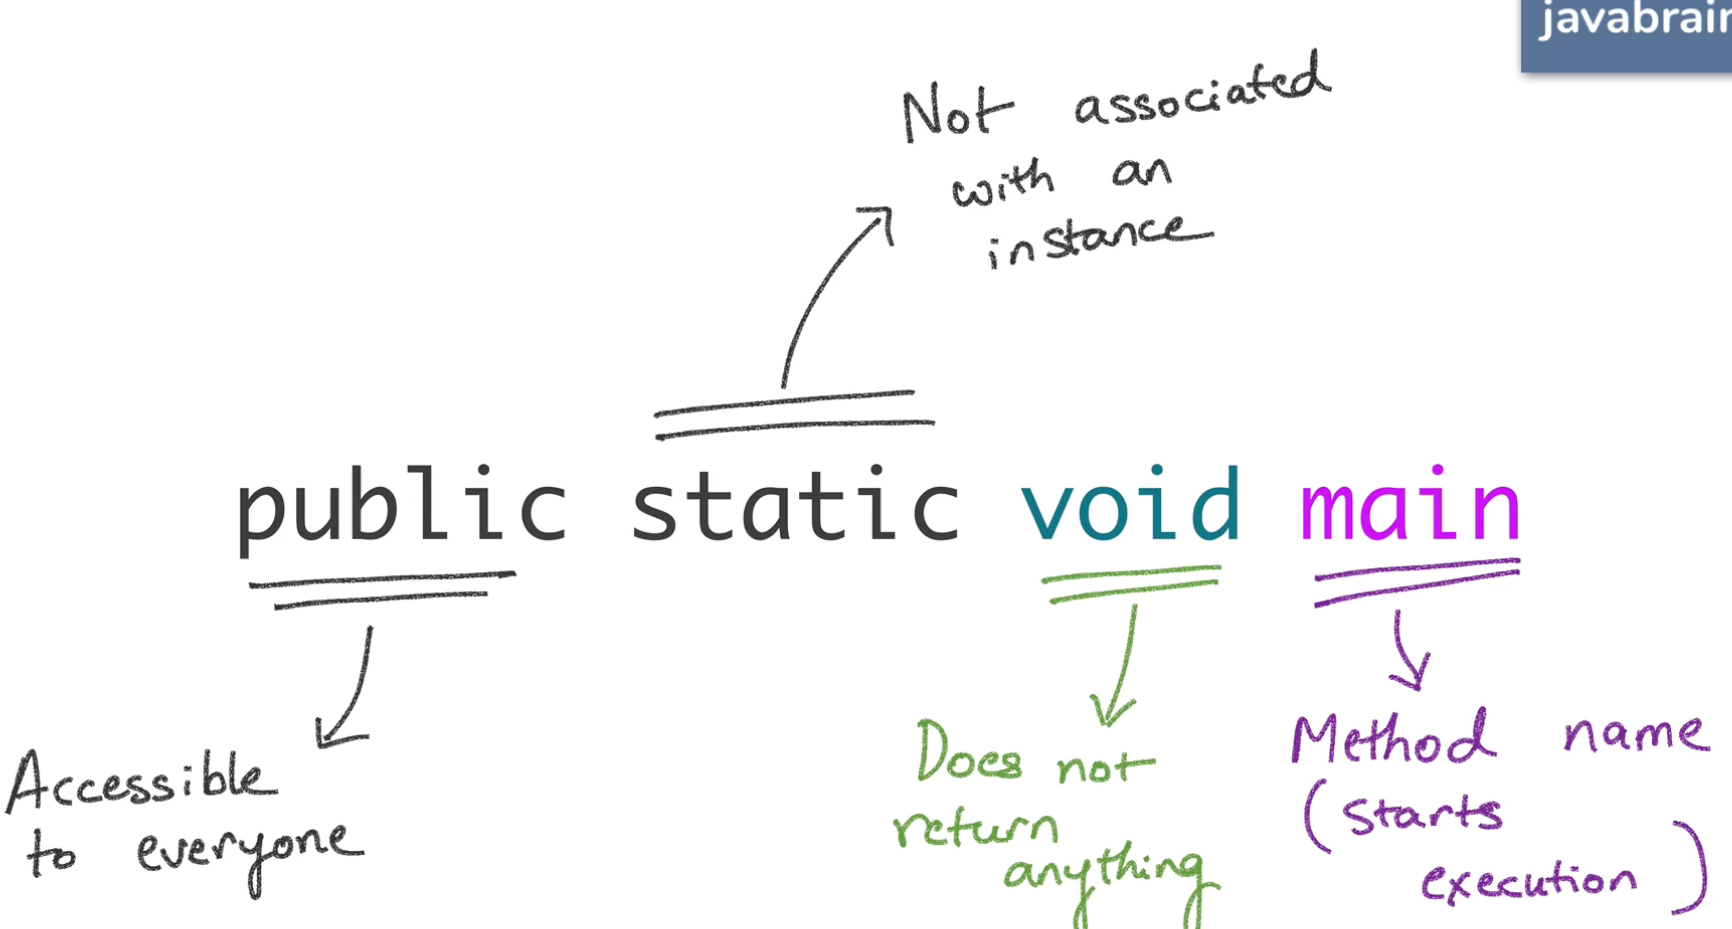 javabrain
Not associated
with an
instance
public static void main
Accessible
to everyone
Does not
return
anything
Method name
(starts
execution)